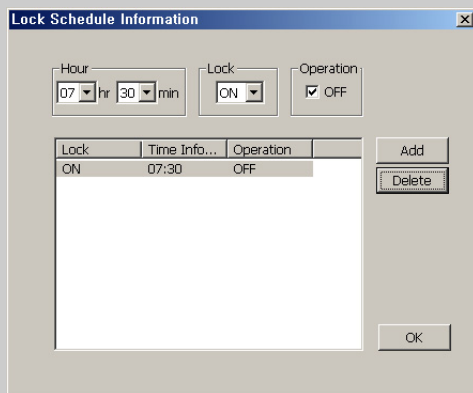 Lock Schedule Information
Hour
Lock
Operation
07 hr 30 min
ON
OFF
Lock Time Info... Operation
ON 07:30 OFF
Add
Delete
OK